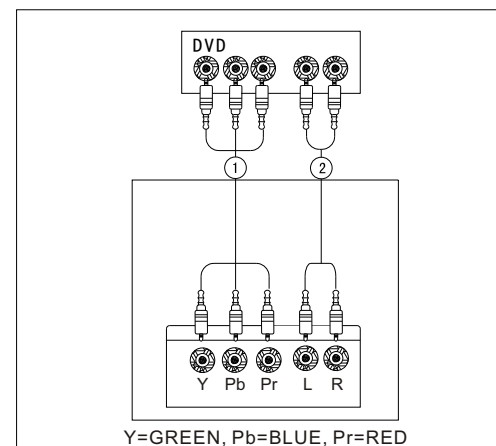 DVD
1 2
Y Pb Pr L R
Y=GREEN, Pb=BLUE, Pr=RED